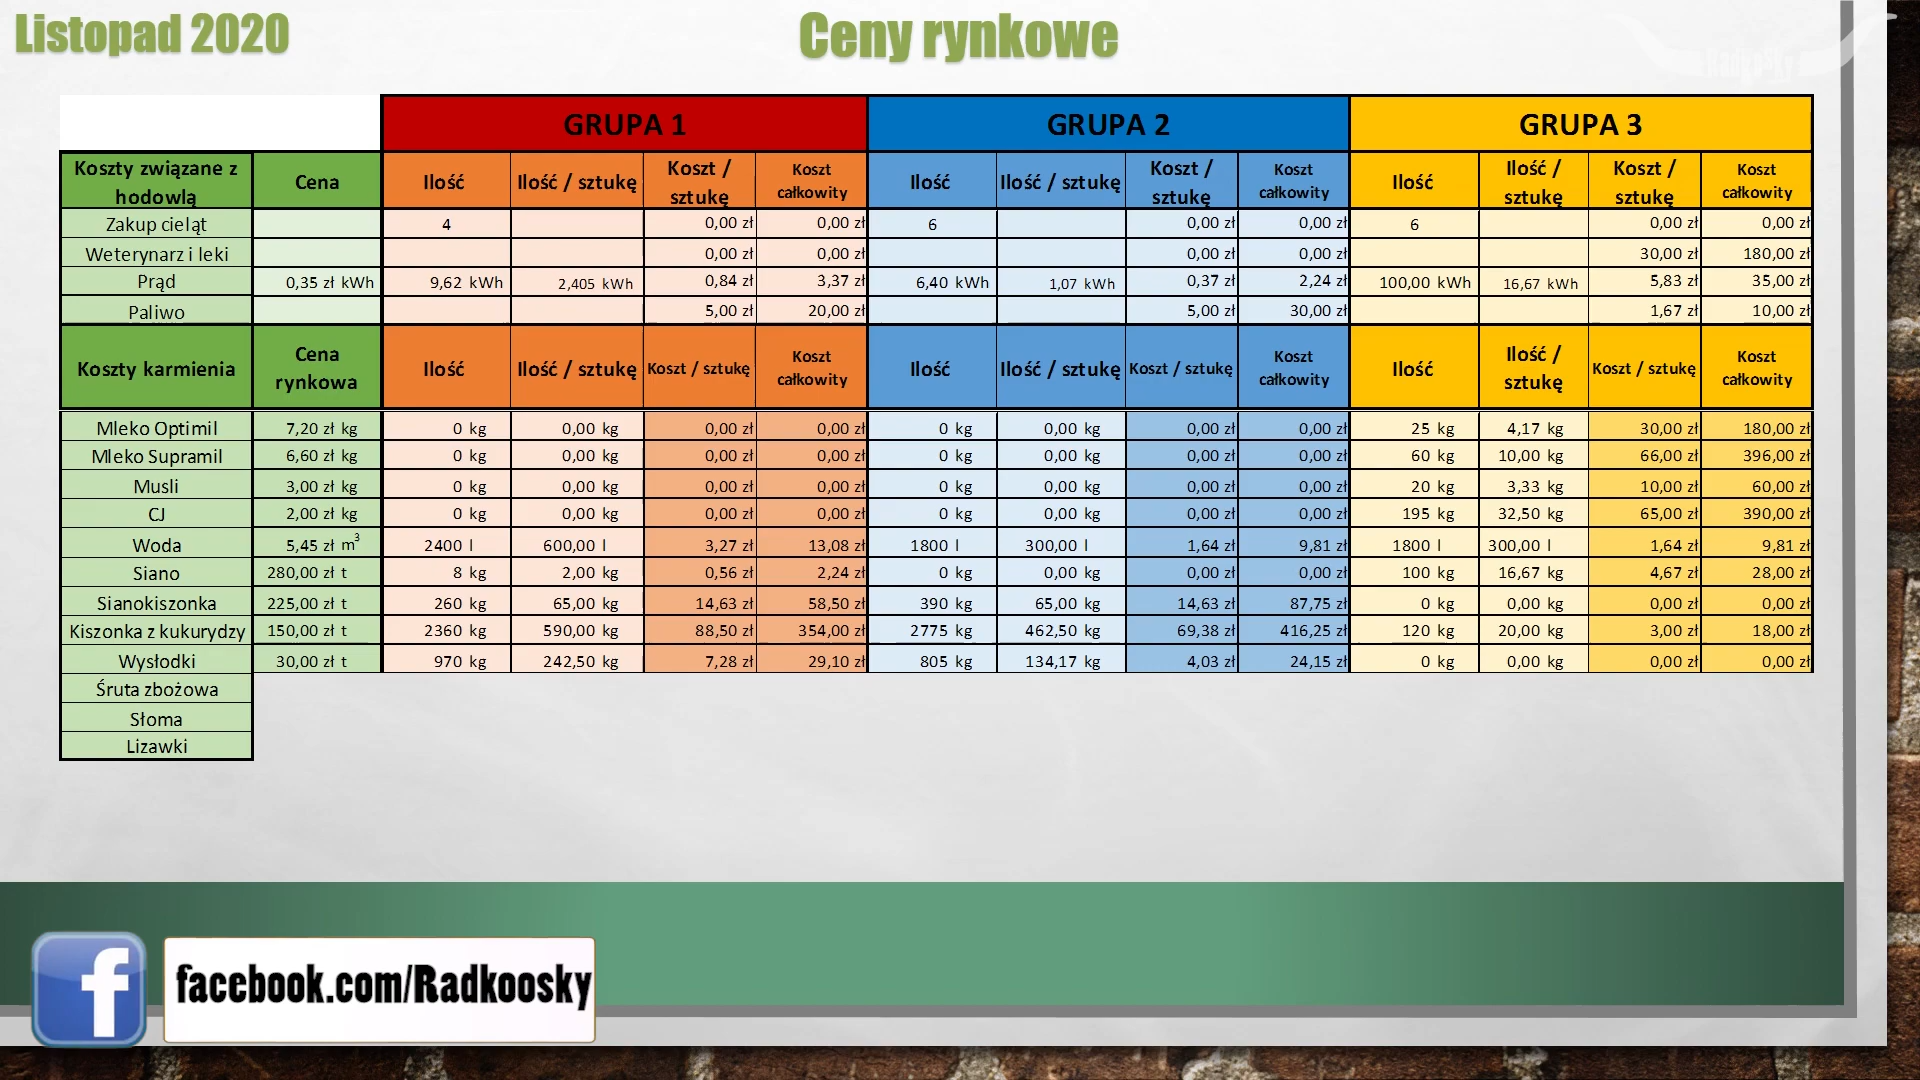 Listopad 2020
Ceny rynkowe
RADKOOSKY
GRUPA 1 GRUPA 2 GRUPA 3
Koszty związane z hodowlą Cena Ilość Ilość / sztukę Koszt / sztukę Koszt całkowity Ilość Ilość / sztukę Koszt / sztukę Koszt całkowity Ilość Ilość / sztukę Koszt / sztukę Koszt całkowity
Zakup cieląt 4 0,00 zł 0,00 zł 6 0,00 zł 0,00 zł 6 0,00 zł 0,00 zł
Weterynarz i leki 0,00 zł 0,00 zł 0,00 zł 0,00 zł 30,00 zł 180,00 zł
Prąd 0,35 zł kWh 9,62 kWh 2,405 kWh 0,84 zł 3,37 zł 6,40 kWh 1,07 kWh 0,37 zł 2,24 zł 100,00 kWh 16,67 kWh 5,83 zł 35,00 zł
Paliwo 5,00 zł 20,00 zł 5,00 zł 30,00 zł 1,67 zł 10,00 zł
Koszty karmienia Cena rynkowa Ilość Ilość / sztukę Koszt / sztukę Koszt całkowity Ilość Ilość / sztukę Koszt / sztukę Koszt całkowity Ilość Ilość / sztukę Koszt / sztukę Koszt całkowity
Mleko Optimil 7,20 zł kg 0 kg 0,00 kg 0,00 zł 0,00 zł 0 kg 0,00 kg 0,00 zł 0,00 zł 25 kg 4,17 kg 30,00 zł 180,00 zł
Mleko Supramil 6,60 zł kg 0 kg 0,00 kg 0,00 zł 0,00 zł 0 kg 0,00 kg 0,00 zł 0,00 zł 60 kg 10,00 kg 66,00 zł 396,00 zł
Musli 3,00 zł kg 0 kg 0,00 kg 0,00 zł 0,00 zł 0 kg 0,00 kg 0,00 zł 0,00 zł 20 kg 3,33 kg 10,00 zł 60,00 zł
CJ 2,00 zł kg 0 kg 0,00 kg 0,00 zł 0,00 zł 0 kg 0,00 kg 0,00 zł 0,00 zł 195 kg 32,50 kg 65,00 zł 390,00 zł
Woda 5,45 zł m³ 2400 l 600,00 l 3,27 zł 13,08 zł 1800 l 300,00 l 1,64 zł 9,81 zł 1800 l 300,00 l 1,64 zł 9,81 zł
Siano 280,00 zł t 8 kg 2,00 kg 0,56 zł 2,24 zł 0 kg 0,00 kg 0,00 zł 0,00 zł 100 kg 16,67 kg 4,67 zł 28,00 zł
Sianokiszonka 225,00 zł t 260 kg 65,00 kg 14,63 zł 58,50 zł 390 kg 65,00 kg 14,63 zł 87,75 zł 0 kg 0,00 kg 0,00 zł 0,00 zł
Kiszonka z kukurydzy 150,00 zł t 2360 kg 590,00 kg 88,50 zł 354,00 zł 2775 kg 462,50 kg 69,38 zł 416,25 zł 120 kg 20,00 kg 3,00 zł 18,00 zł
Wysłodki 30,00 zł t 970 kg 242,50 kg 7,28 zł 29,10 zł 805 kg 134,17 kg 4,03 zł 24,15 zł 0 kg 0,00 kg 0,00 zł 0,00 zł
Śruta zbożowa
Słoma
Lizawki
f
facebook.com/Radkoosky